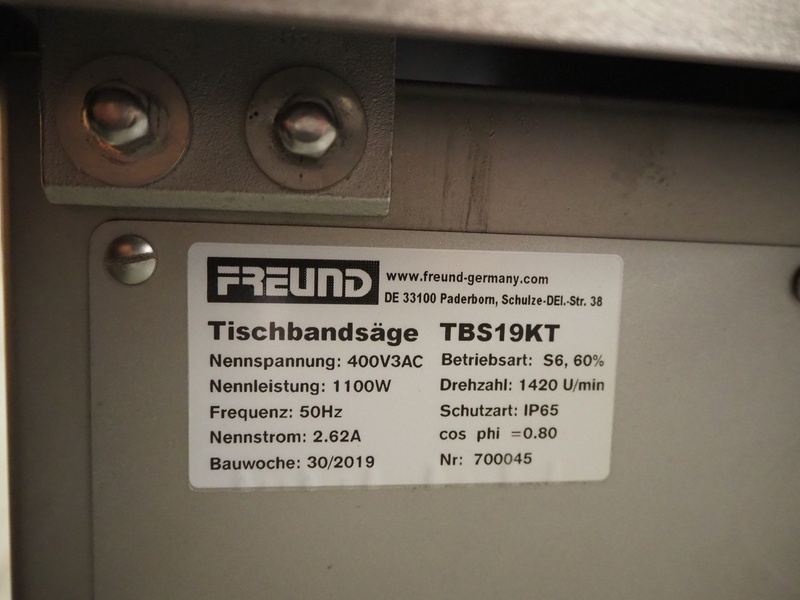 FREUND www.freund-germany.com
DE 33100 Paderborn, Schulze-DEl.-Str. 38
Tischbandsäge TBS19KT
Nennspannung: 400V3AC Betriebsart: S6, 60%
Nennleistung: 1100W Drehzahl: 1420 U/min
Frequenz: 50Hz Schutzart: IP65
Nennstrom: 2.62A cos phi =0.80
Bauwoche: 30/2019 Nr: 700045